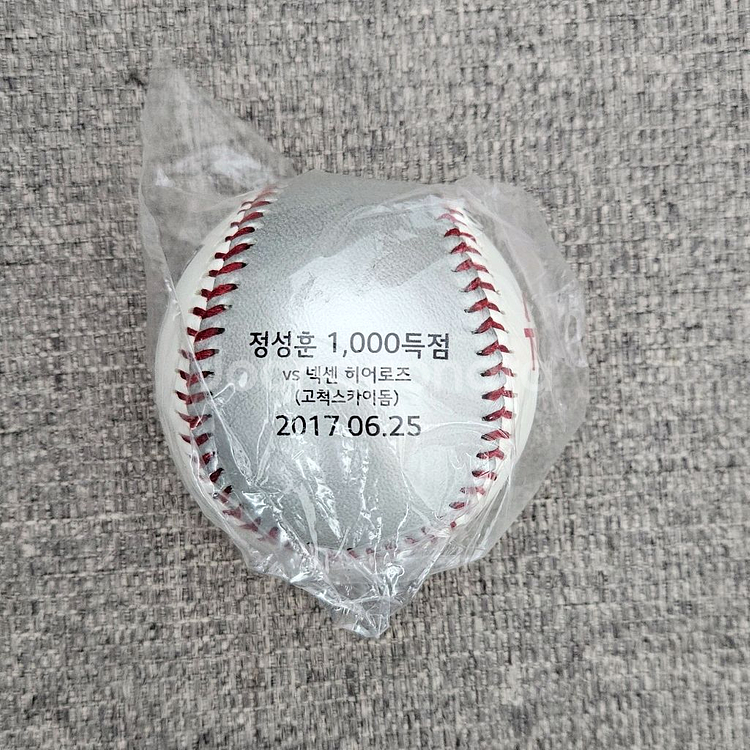 정성훈 1,000득점
vs 넥센 히어로즈
(고척스카이돔)
2017.06.25